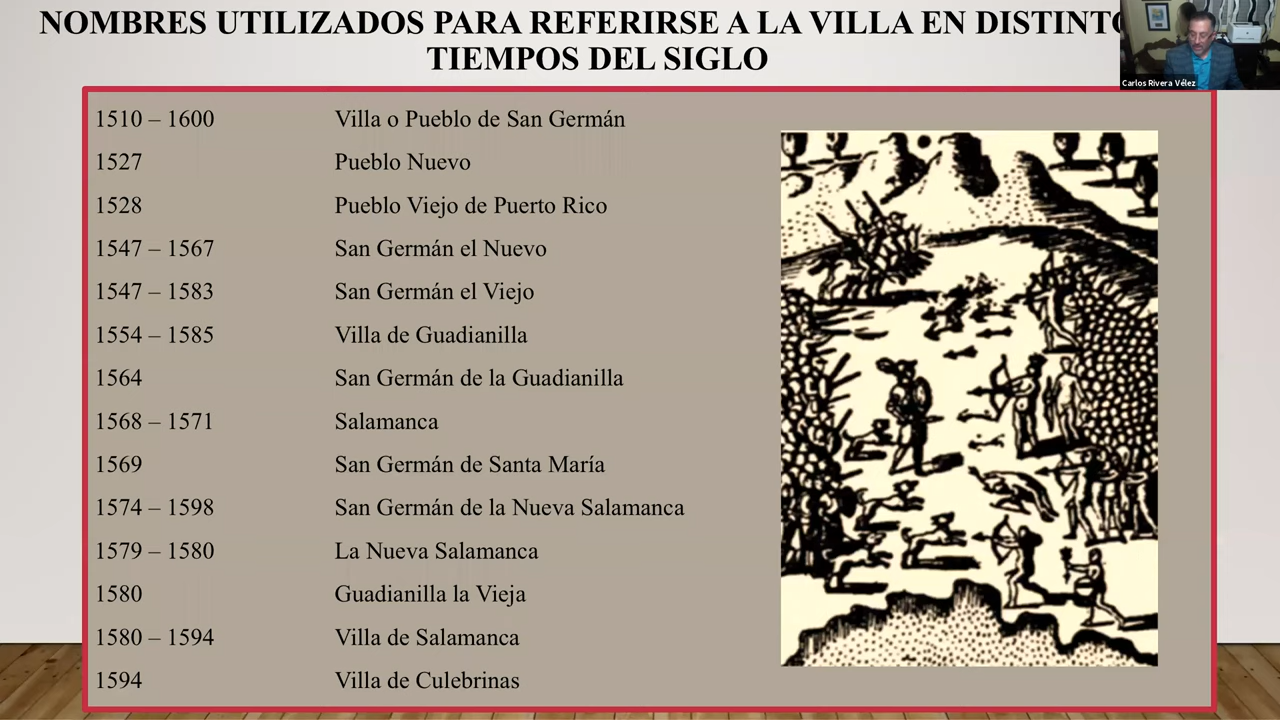 NOMBRES UTILIZADOS PARA REFERIRSE A LA VILLA EN DISTINTO
TIEMPOS DEL SIGLO
Carlos Rivera Vélez
1510 – 1600 Villa o Pueblo de San Germán
1527 Pueblo Nuevo
1528 Pueblo Viejo de Puerto Rico
1547 – 1567 San Germán el Nuevo
1547 – 1583 San Germán el Viejo
1554 – 1585 Villa de Guadianilla
1564 San Germán de la Guadianilla
1568 – 1571 Salamanca
1569 San Germán de Santa María
1574 – 1598 San Germán de la Nueva Salamanca
1579 – 1580 La Nueva Salamanca
1580 Guadianilla la Vieja
1580 – 1594 Villa de Salamanca
1594 Villa de Culebrinas